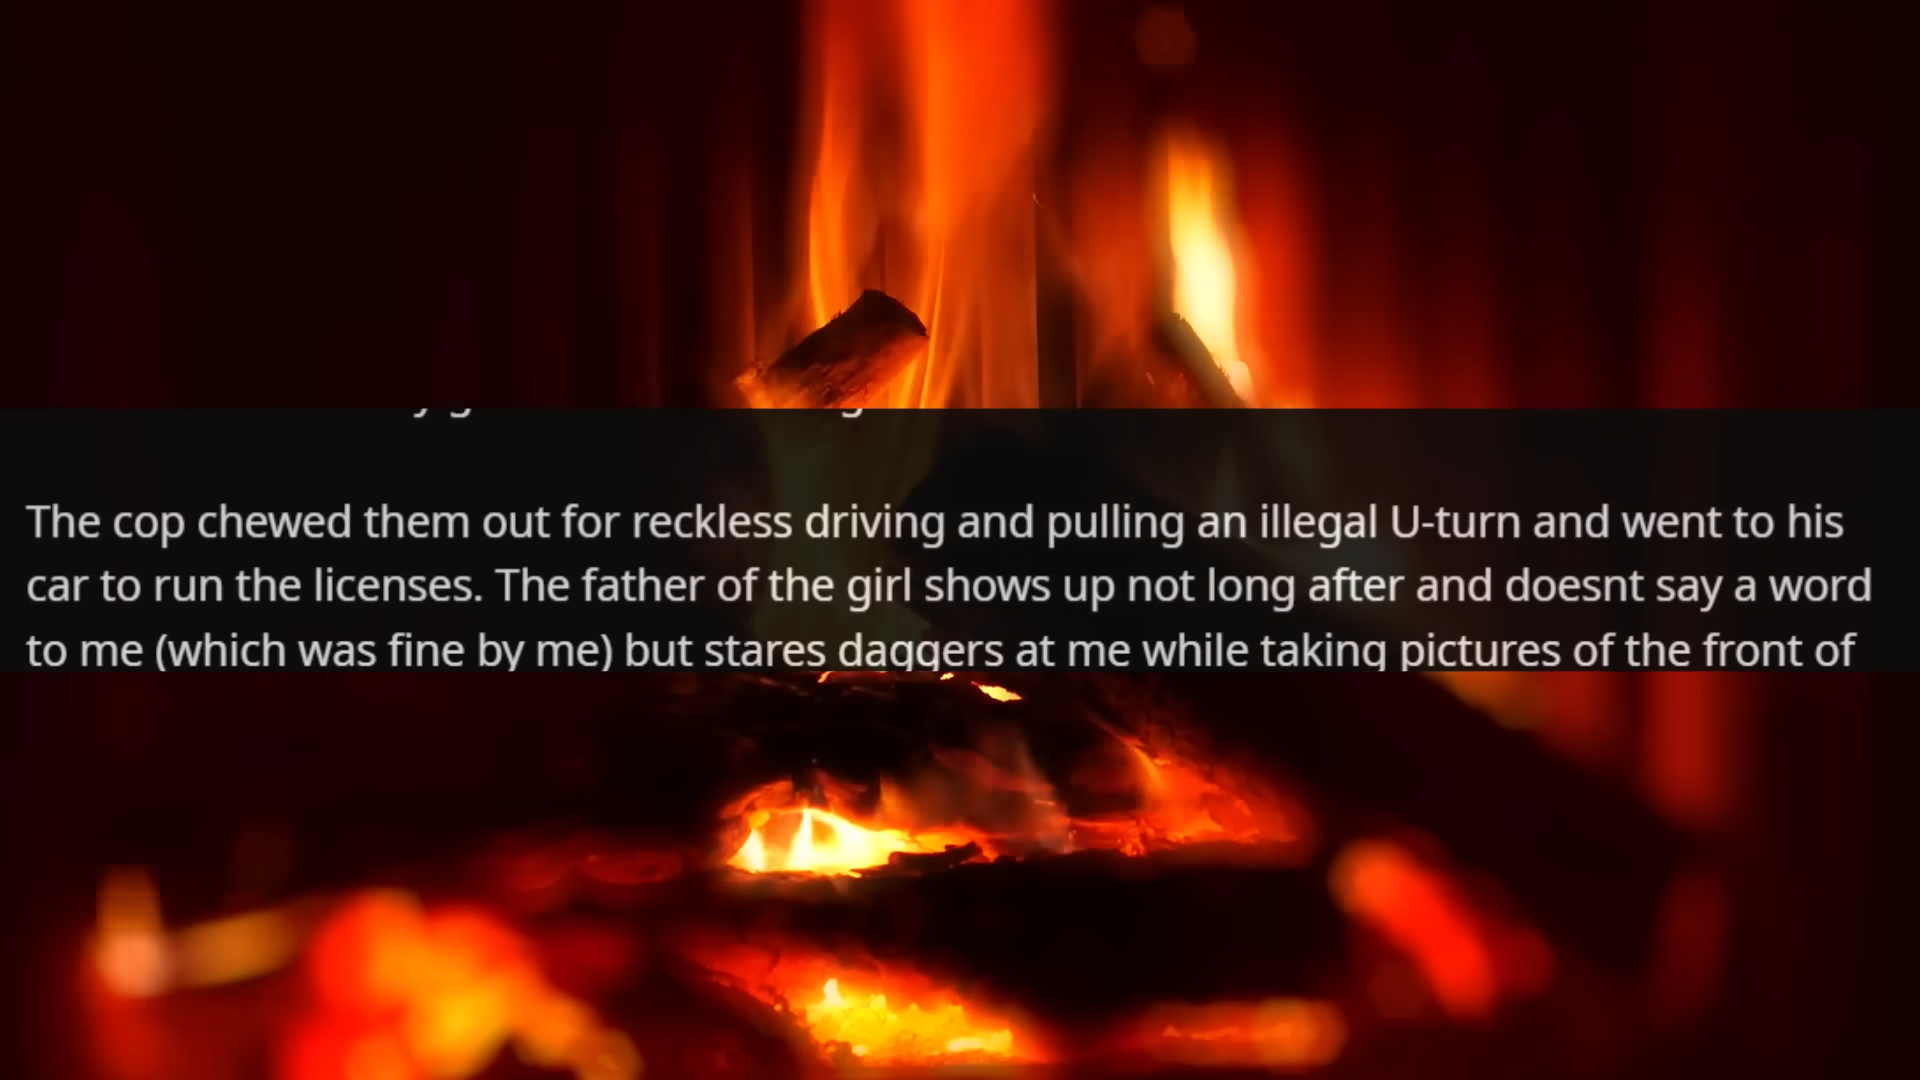 The cop chewed them out for reckless driving and pulling an illegal U-turn and went to his
car to run the licenses. The father of the girl shows up not long after and doesnt say a word
to me (which was fine by me) but stares daggers at me while taking pictures of the front of